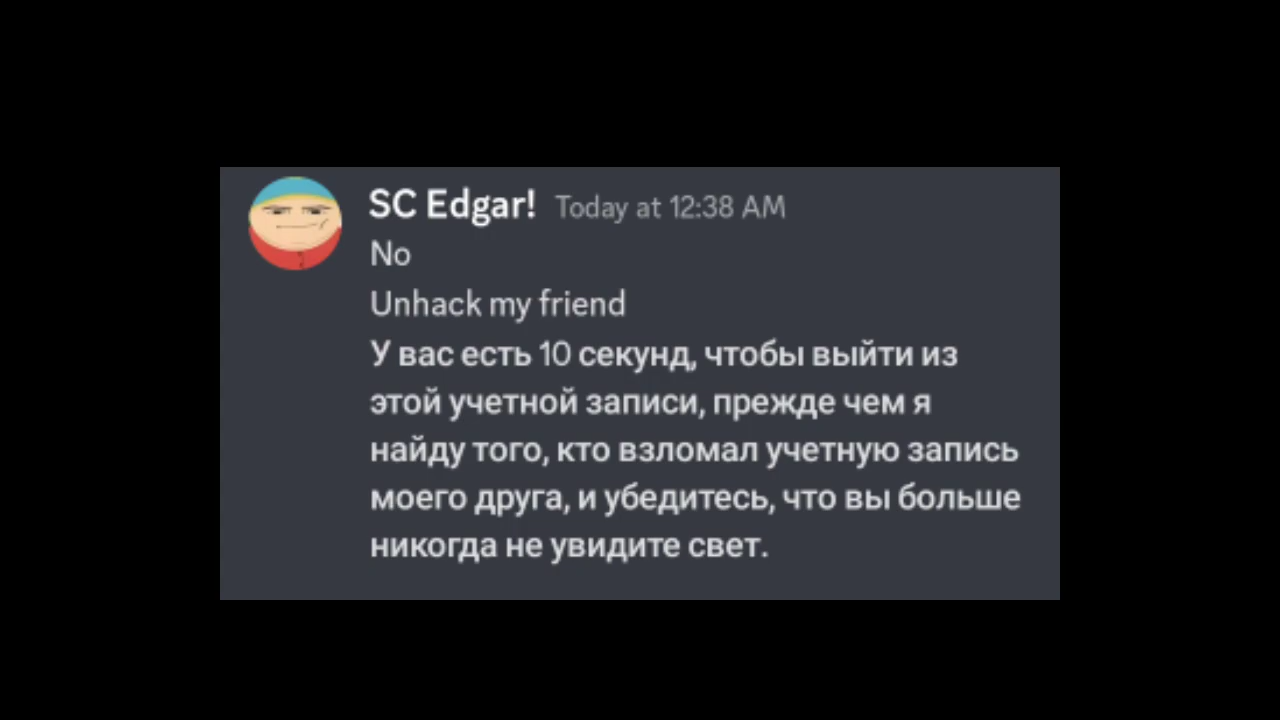 SC Edgar! Today at 12:38 AM
No
Unhack my friend
У вас есть 10 секунд, чтобы выйти из
этой учетной записи, прежде чем я
найду того, кто взломал учетную запись
моего друга, и убедитесь, что вы больше
никогда не увидите свет.